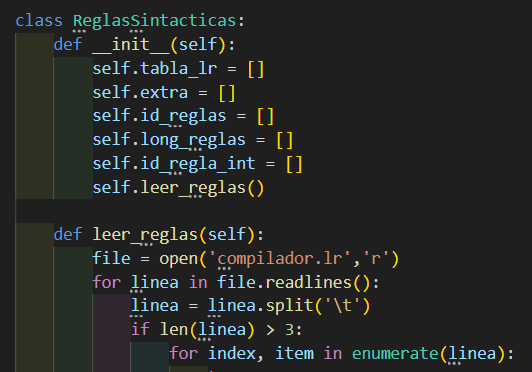 class ReglasSintacticas:
def __init__(self):
self.tabla_lr = []
self.extra = []
self.id_reglas = []
self.long_reglas = []
self.id_regla_int = []
self.leer_reglas()
def leer_reglas(self):
file = open('compilador.lr','r')
for linea in file.readlines():
linea = linea.split('\t')
if len(linea) > 3:
for index, item in enumerate(linea):